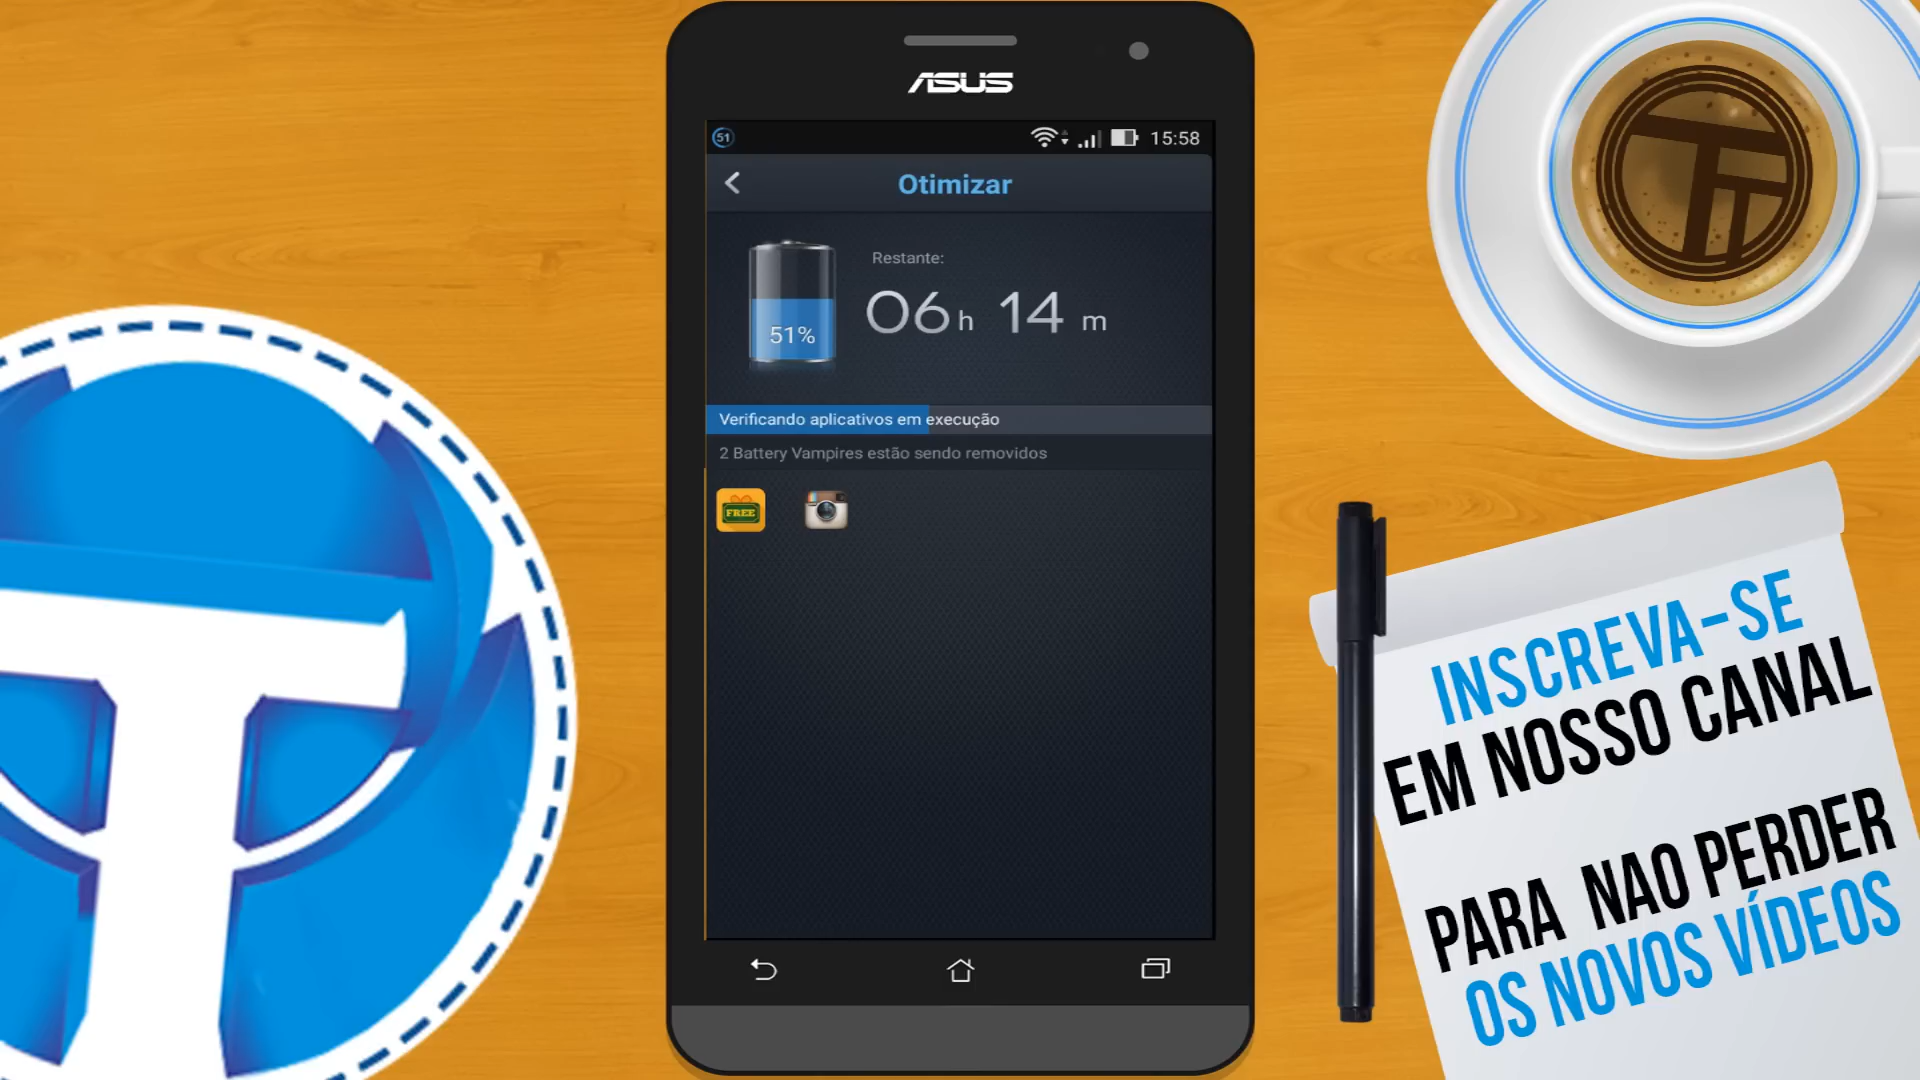 ASUS
51
15:58
Otimizar
Restante:
06 h 14 m
51%
Verificando aplicativos em execução
2 Battery Vampires estão sendo removidos
FREE
INSCREVA-SE
EM NOSSO CANAL
PARA NAO PERDER
OS NOVOS VÍDEOS